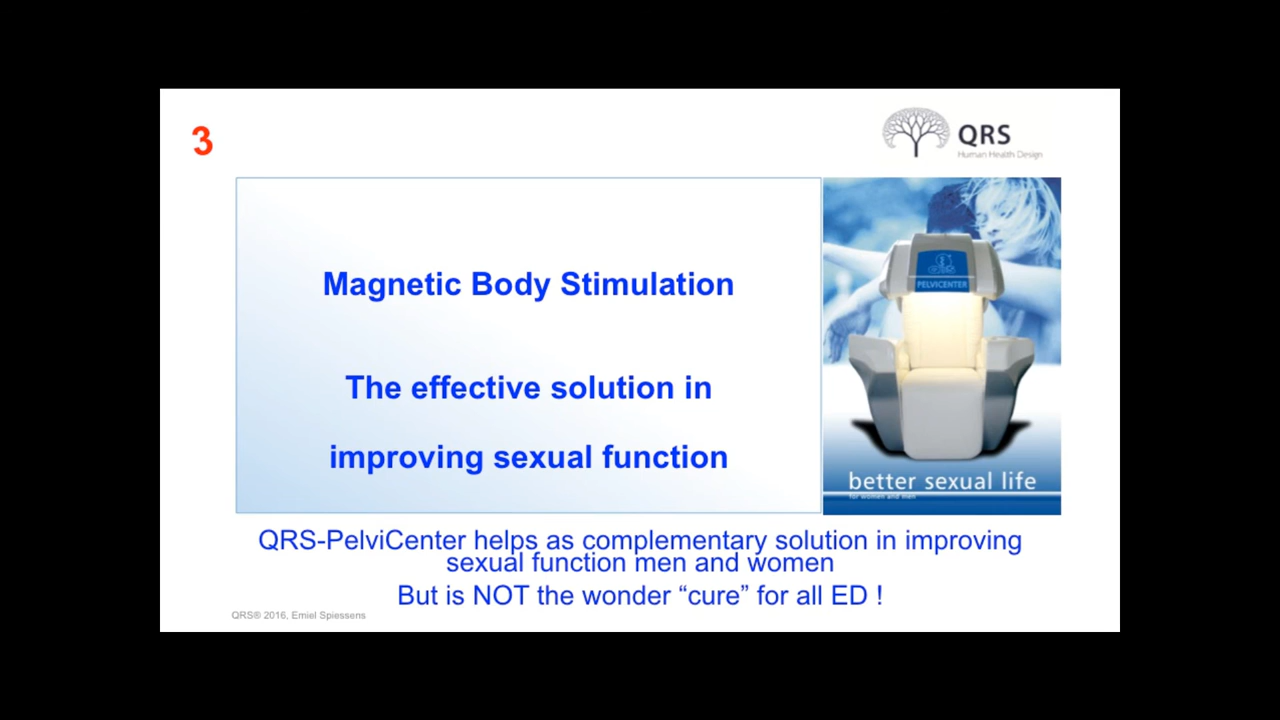 3
QRS
Human Health Design
Magnetic Body Stimulation
The effective solution in
improving sexual function
PELVICENTER
better sexual life
for women and men
QRS-PelviCenter helps as complementary solution in improving
sexual function men and women
But is NOT the wonder “cure” for all ED !
QRS® 2016, Emiel Spiessens